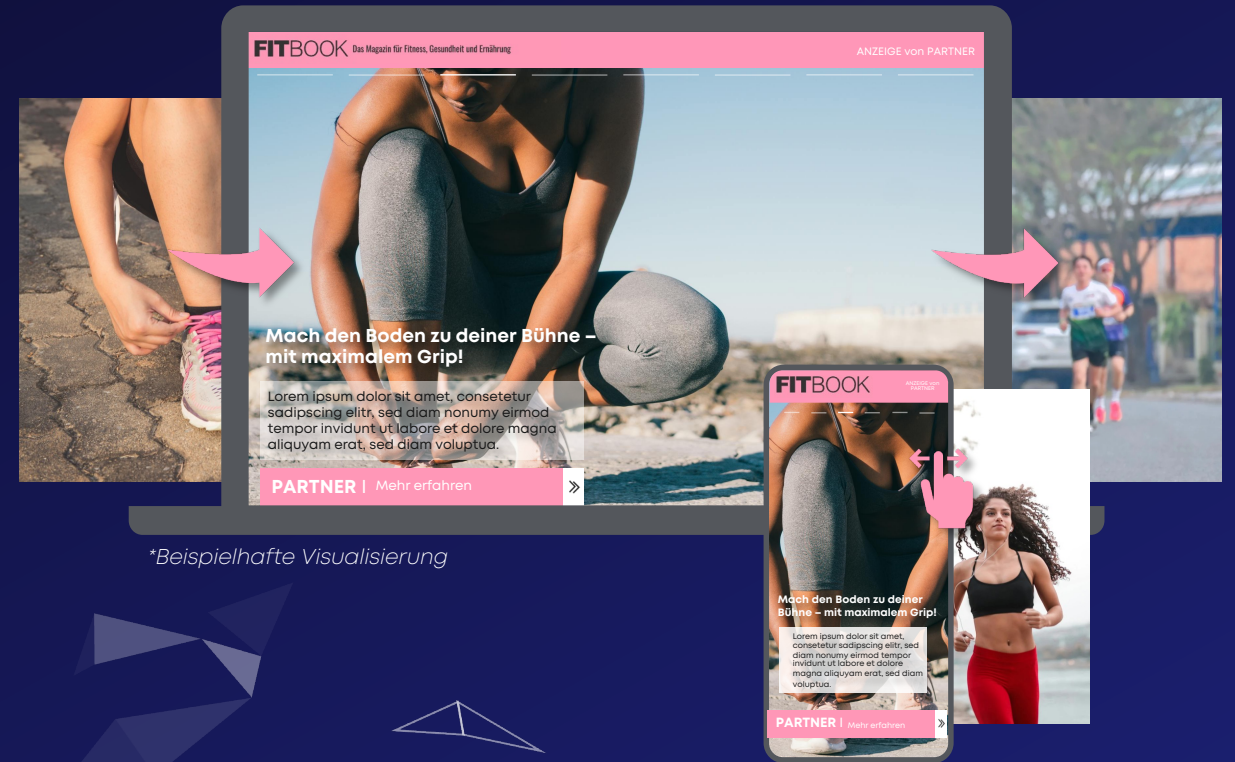 FITBOOK Das Magazin für Fitness, Gesundheit und Ernährung
ANZEIGE von PARTNER
Mach den Boden zu deiner Bühne –
mit maximalem Grip!
Lorem ipsum dolor sit amet, consetetur
sadipscing elitr, sed diam nonumy eirmod
tempor invidunt ut labore et dolore magna
aliquyam erat, sed diam voluptua.
PARTNER | Mehr erfahren »
*Beispielhafte Visualisierung
FITBOOK
ANZEIGE von
PARTNER
Mach den Boden zu deiner
Bühne – mit maximalem Grip!
Lorem ipsum dolor sit amet,
consetetur sadipscing elitr, sed
diam nonumy eirmod tempor
invidunt ut labore et dolore
magna aliquyam erat, sed diam
voluptua.
PARTNER | Mehr erfahren »